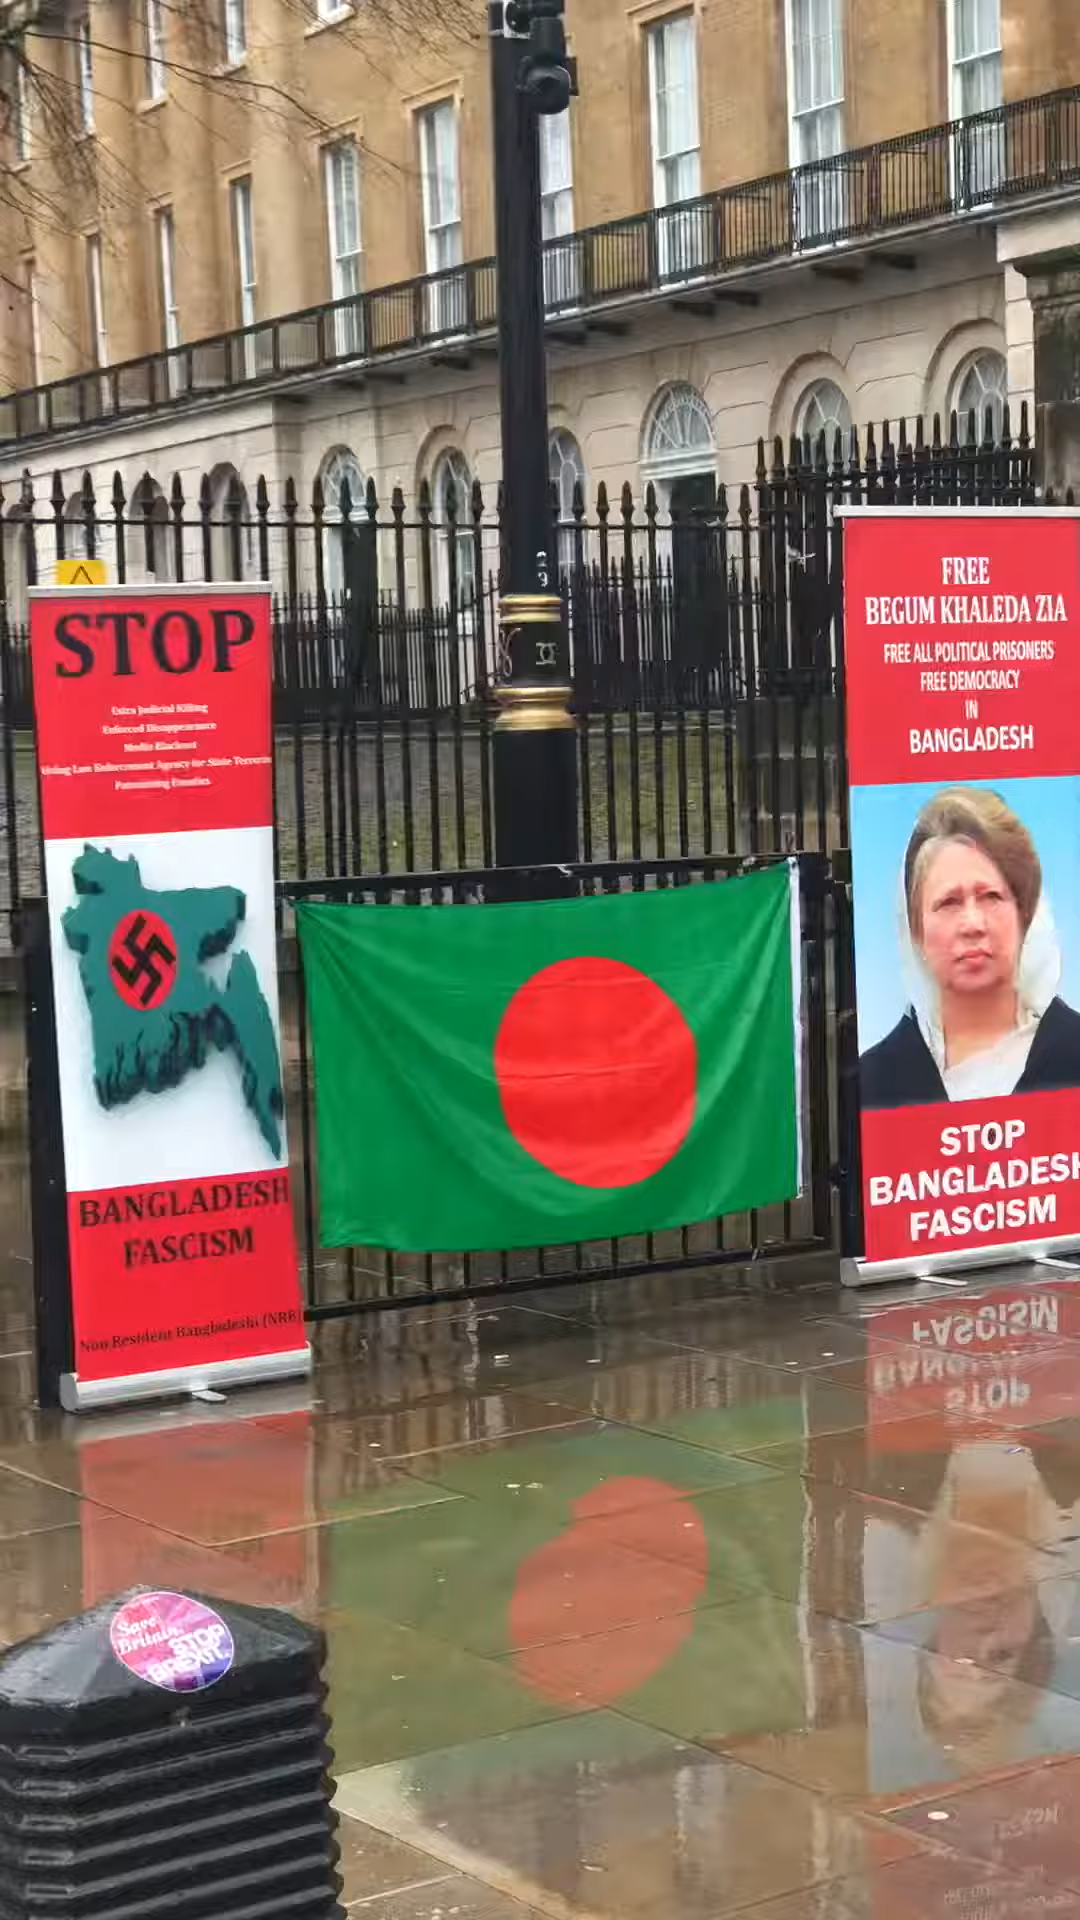 STOP
Extra Judicial Killing
Enforced Disappearance
Media Blackout
Using Law Enforcement Agency for State Terrorism
Patronising Fanatics
BANGLADESH
FASCISM
Non Resident Bangladeshi (NRB)
FREE
BEGUM KHALEDA ZIA
FREE ALL POLITICAL PRISONERS
FREE DEMOCRACY
IN
BANGLADESH
STOP
BANGLADESH
FASCISM
Save
Britain.
STOP
BREXIT.